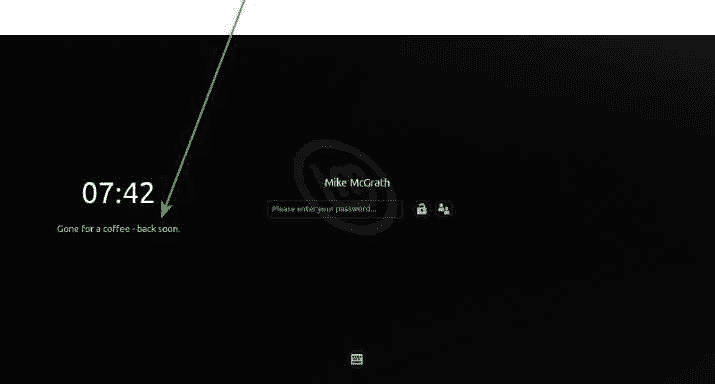 07:42
Gone for a coffee - back soon.
Mike McGrath
Please enter your password...